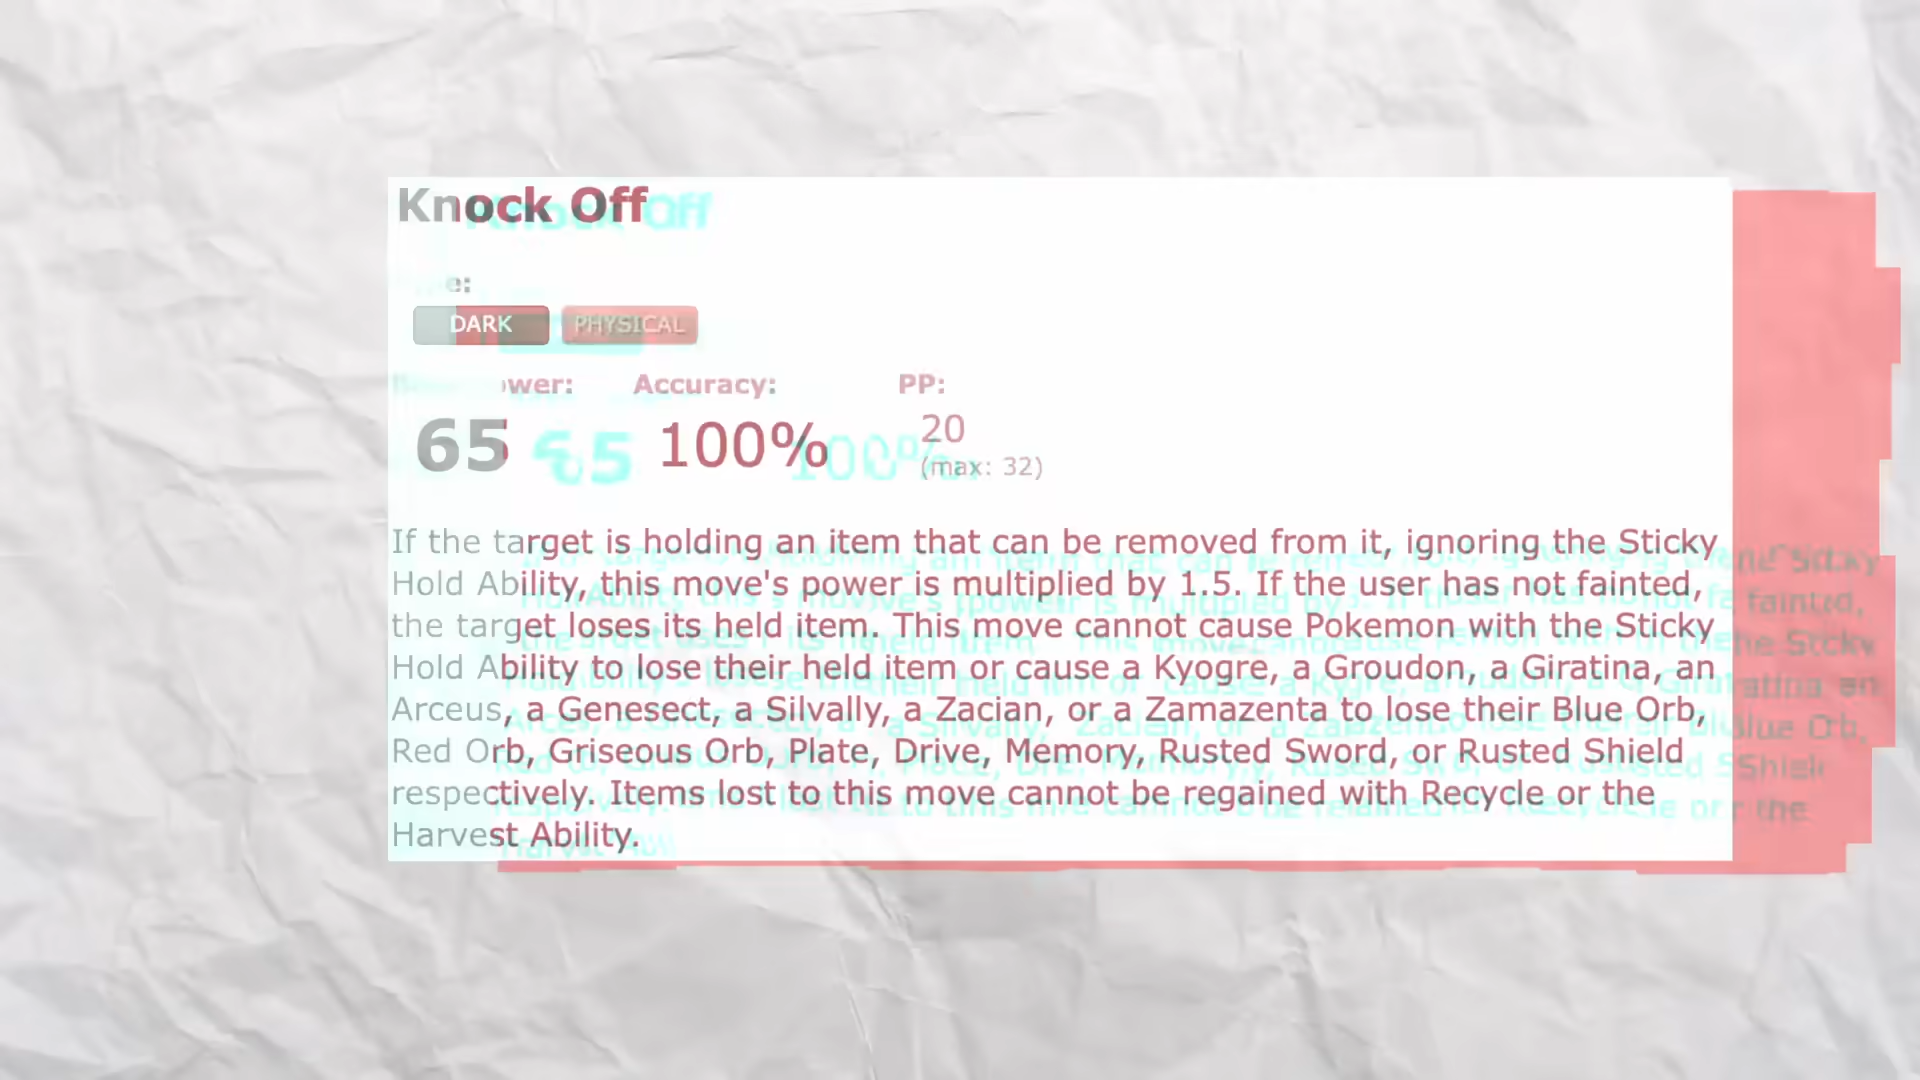 Knock Off
DARK PHYSICAL
Accuracy: PP:
65 100% 20
(max: 32)
If the target is holding an item that can be removed from it, ignoring the Sticky
Hold Ability, this move's power is multiplied by 1.5. If the user has not fainted,
the target loses its held item. This move cannot cause Pokemon with the Sticky
Hold Ability to lose their held item or cause a Kyogre, a Groudon, a Giratina, an
Arceus, a Genesect, a Silvally, a Zacian, or a Zamazenta to lose their Blue Orb,
Red Orb, Griseous Orb, Plate, Drive, Memory, Rusted Sword, or Rusted Shield
respectively. Items lost to this move cannot be regained with Recycle or the
Harvest Ability.